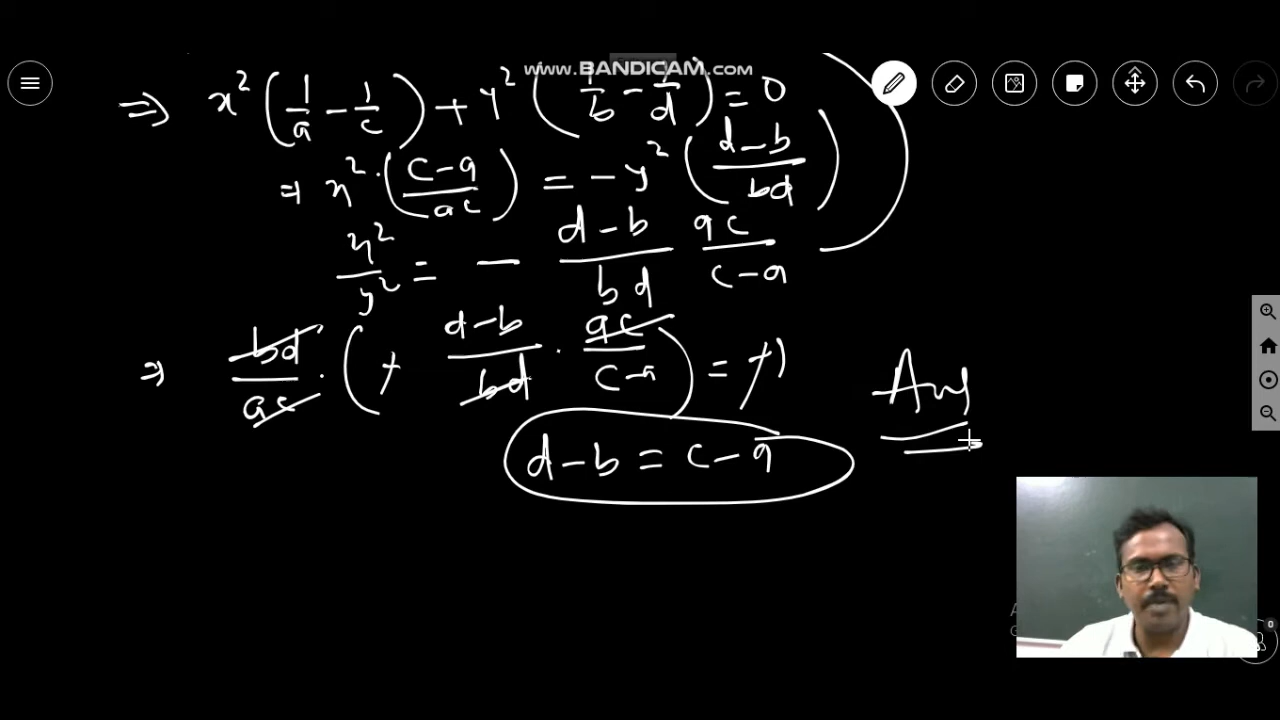 www.BANDICAM.com
⇒ x² (1/a − 1/c) + y² (1/b − 1/d) = 0
⇒ x² · (c−a/ac) = − y² (d−b/bd)
x²/y² = − d−b/bd ac/c−a
⇒ bd/ac · (+ d−b/bd · ac/c−a) = +1
d−b = c−a
Ans
0